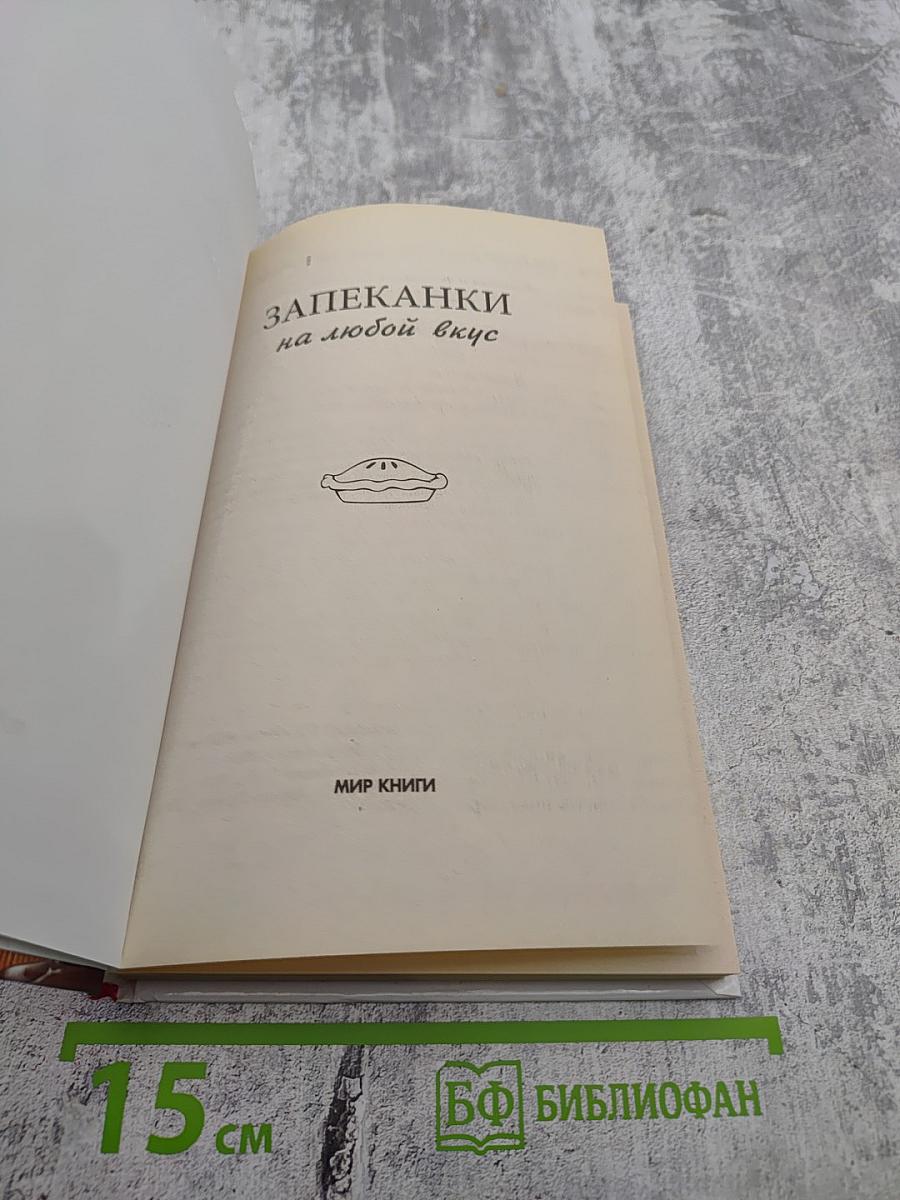 ЗАПЕКАНКИ
на любой вкус
МИР КНИГИ
15 см
БФ БИБЛИОФАН